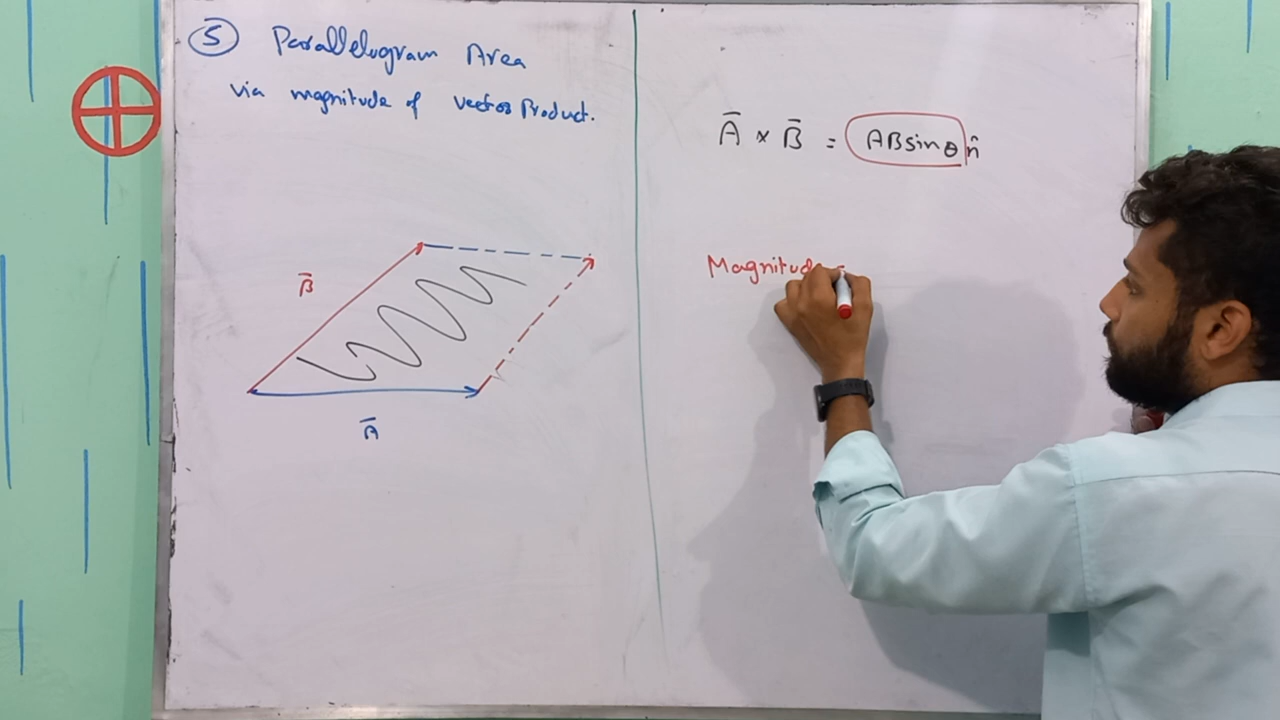 5 Parallelogram Area
via magnitude of vector Product.
B̄
Ā
Ā × B̄ = ABsinθ n̂
Magnitude =